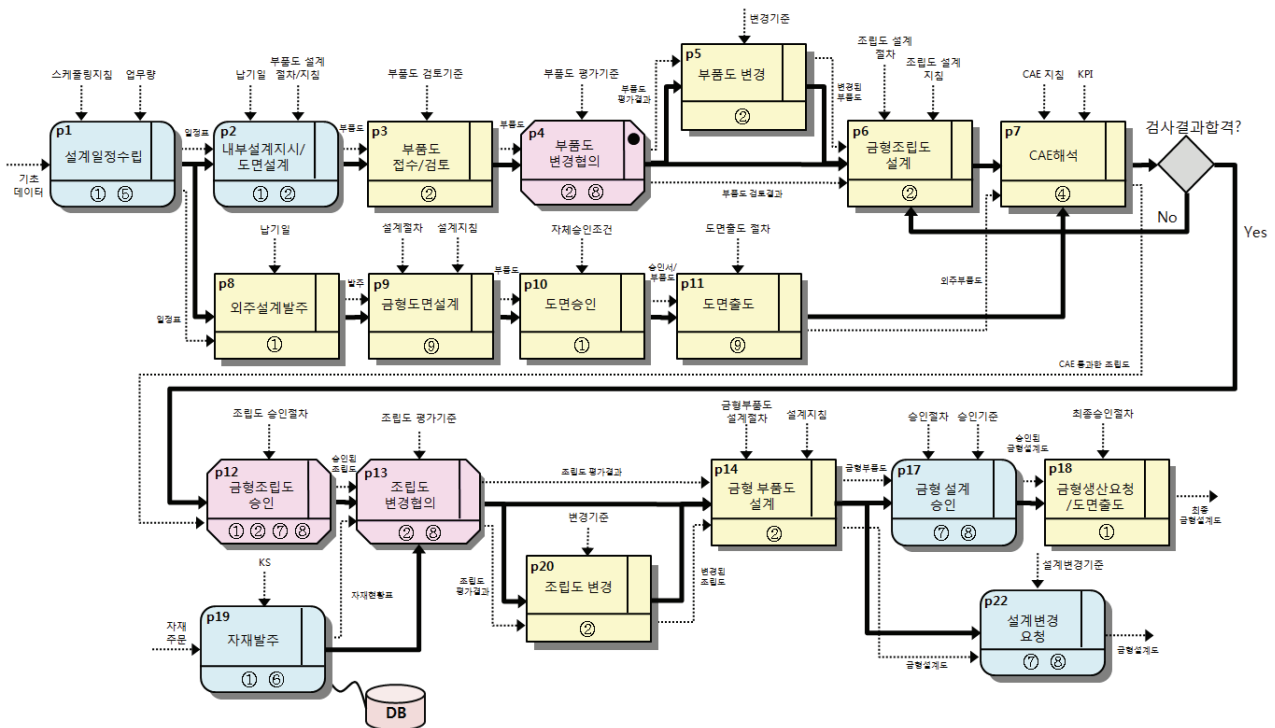 변경기준
스케쥴링지침
업무량
납기일
부품도 설계
절차/지침
부품도 검토기준
부품도 평가기준
조립도 설계
절차
조립도 설계
지침
CAE 지침
KPI
검사결과합격?
p1
설계일정수립
① ⑤
기초
데이터
일정표
p2
내부설계지시/
도면설계
① ②
부품도
p3
부품도
접수/검토
②
부품도
p4
부품도
변경협의
② ⑧
부품도
평가결과
p5
부품도 변경
②
변경된
부품도
부품도 검토결과
p6
금형조립도
설계
②
p7
CAE해석
④
No
Yes
납기일
설계절차
설계지침
자체승인조건
도면출도 절차
일정표
p8
외주설계발주
①
발주
p9
금형도면설계
⑨
부품도
p10
도면승인
①
승인서/
부품도
p11
도면출도
⑨
외주부품도
CAE 통과한 조립도
조립도 승인절차
조립도 평가기준
금형부품도
설계절차
설계지침
승인절차
승인기준
승인된
금형설계도
최종승인절차
p12
금형조립도
승인
① ② ⑦ ⑧
승인된
조립도
p13
조립도
변경협의
② ⑧
조립도 평가결과
p14
금형 부품도
설계
②
금형부품도
p17
금형 설계
승인
⑦ ⑧
p18
금형생산요청
/도면출도
①
최종
금형설계도
변경기준
조립도
평가결과
p20
조립도 변경
②
변경된
조립도
KS
자재
주문
p19
자재발주
① ⑥
자재현황표
DB
설계변경기준
p22
설계변경
요청
⑦ ⑧
금형설계도
금형설계도